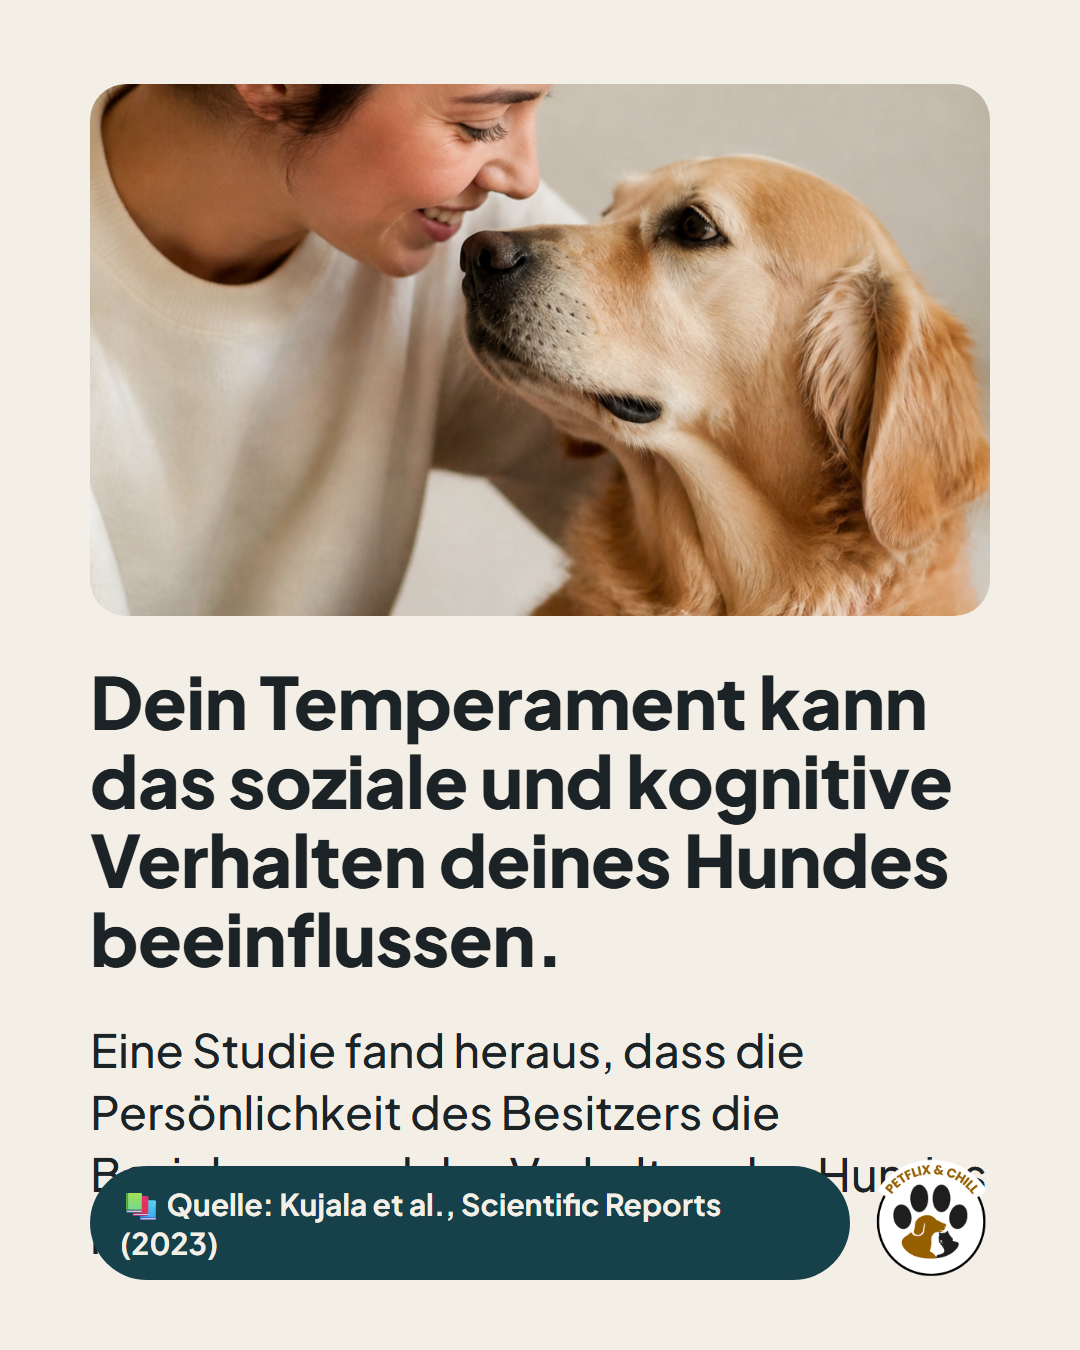 Dein Temperament kann
das soziale und kognitive
Verhalten deines Hundes
beeinflussen.
Eine Studie fand heraus, dass die
Persönlichkeit des Besitzers die
Quelle: Kujala et al., Scientific Reports
(2023)
PETFLIX & CHILL